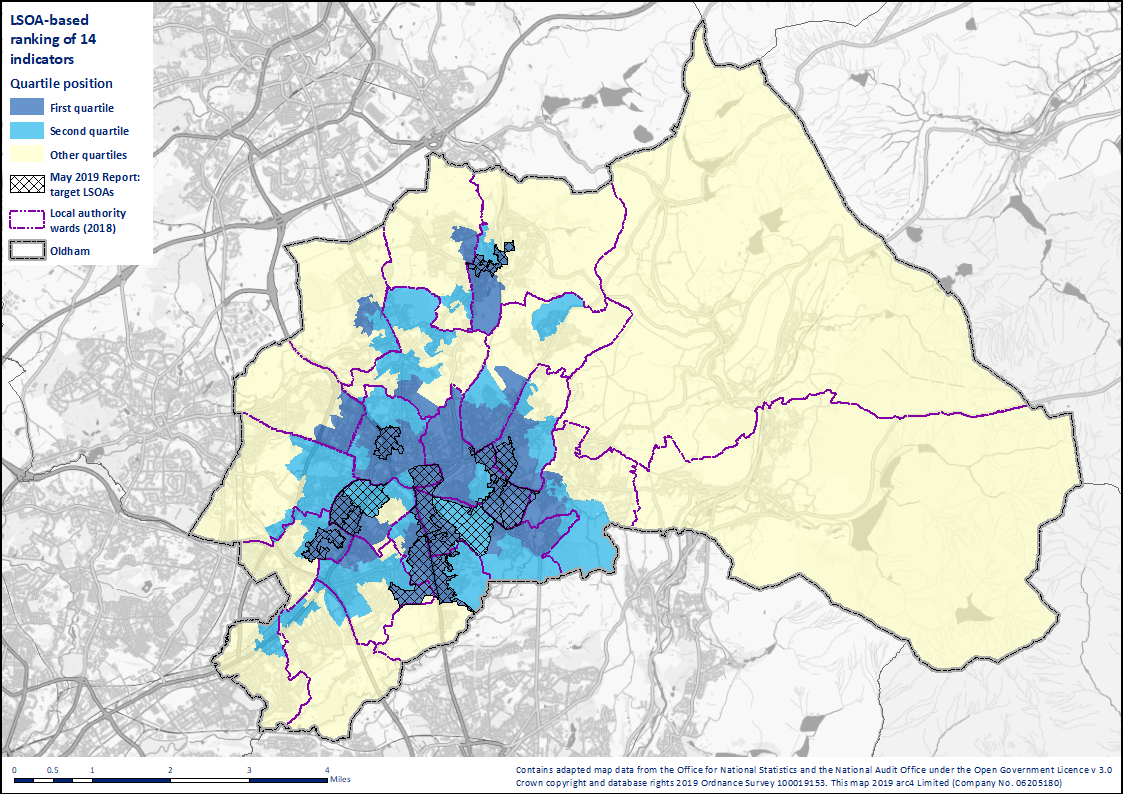 LSOA-based
ranking of 14
indicators
Quartile position
First quartile
Second quartile
Other quartiles
May 2019 Report:
target LSOAs
Local authority
wards (2018)
Oldham
0 0.5 1 2 3 4
Miles
Contains adapted map data from the Office for National Statistics and the National Audit Office under the Open Government Licence v 3.0
Crown copyright and database rights 2019 Ordnance Survey 100019153. This map 2019 arc4 Limited (Company No. 06205180)